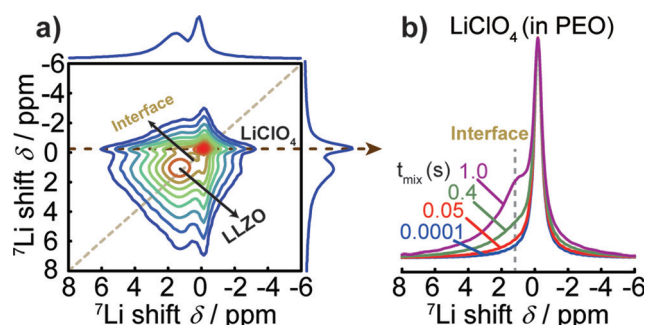 a)
-6
-4
-2
0
2
4
6
8
⁷Li shift δ / ppm
Interface
LiClO₄
LLZO
8 6 4 2 0 -2 -4 -6
⁷Li shift δ / ppm
b) LiClO₄ (in PEO)
Interface
t_mix (s)
1.0
0.4
0.05
0.0001
8 6 4 2 0 -2 -4 -6
⁷Li shift δ / ppm